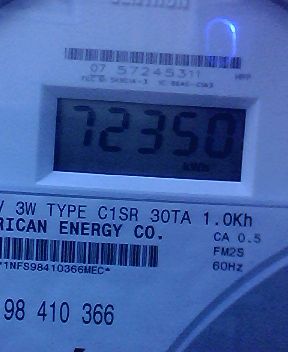 07 57245311 HPP
72350
V 3W TYPE C1SR 30TA 1.0Kh
RICAN ENERGY CO.
CA 0.5
FM2S
60Hz
*1NFS98410366MEC*
98 410 366